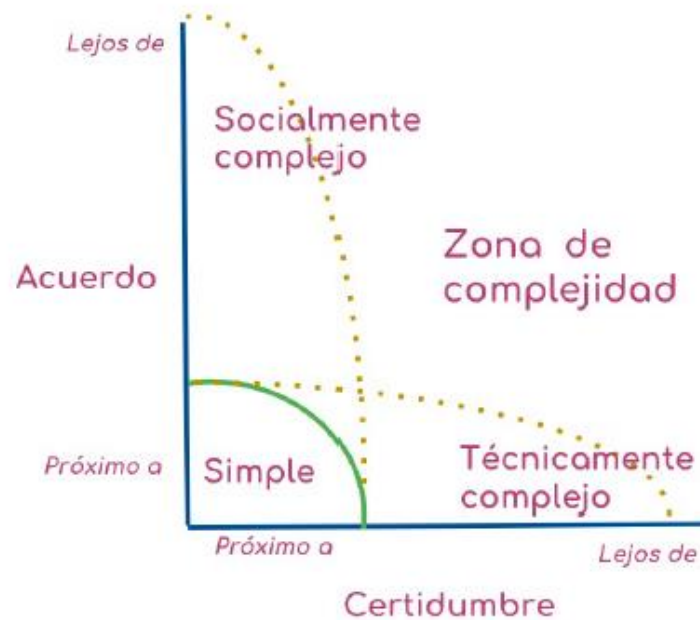 Lejos de
Socialmente
complejo
Zona de
complejidad
Acuerdo
Próximo a
Simple
Técnicamente
complejo
Próximo a
Lejos de
Certidumbre